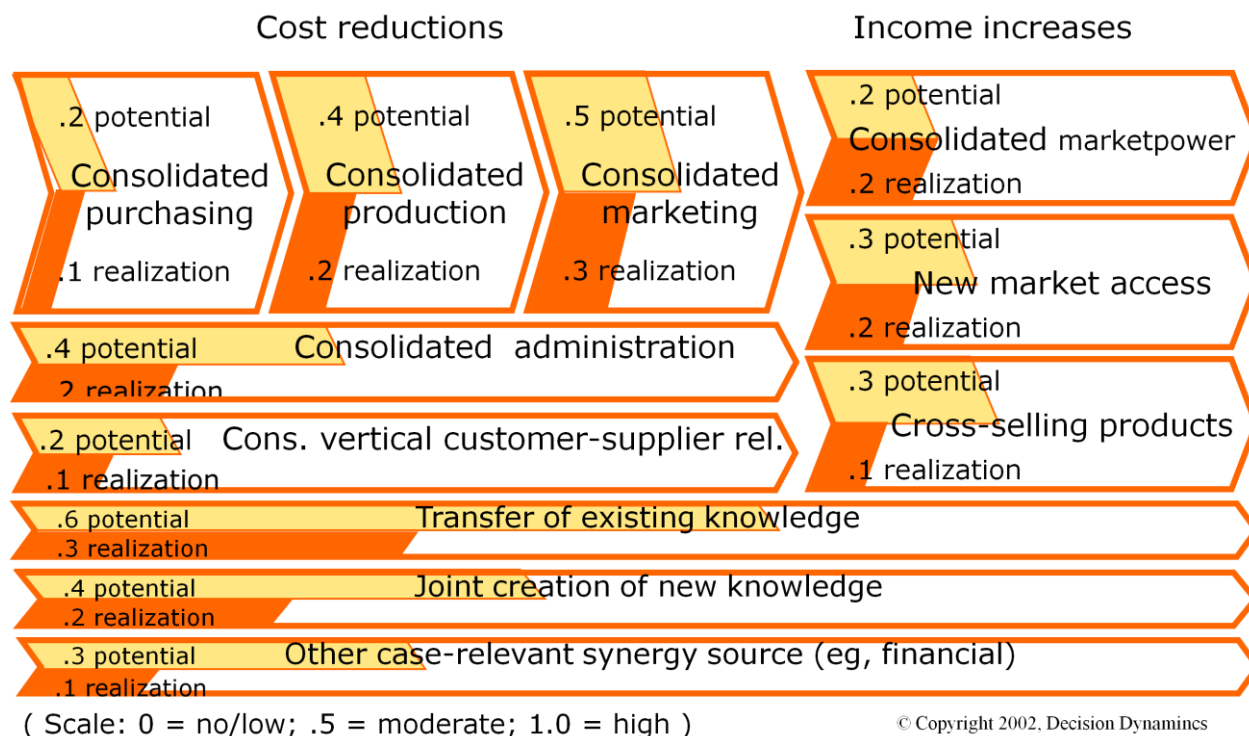 Cost reductions
Income increases
.2 potential
Consolidated
purchasing
.1 realization
.4 potential
Consolidated
production
.2 realization
.5 potential
Consolidated
marketing
.3 realization
.2 potential
Consolidated marketpower
.2 realization
.3 potential
New market access
.2 realization
.3 potential
Cross-selling products
.1 realization
.4 potential Consolidated administration
.2 realization
.2 potential Cons. vertical customer-supplier rel.
.1 realization
.6 potential Transfer of existing knowledge
.3 realization
.4 potential Joint creation of new knowledge
.2 realization
.3 potential Other case-relevant synergy source (eg, financial)
.1 realization
( Scale: 0 = no/low; .5 = moderate; 1.0 = high )
© Copyright 2002, Decision Dynamincs